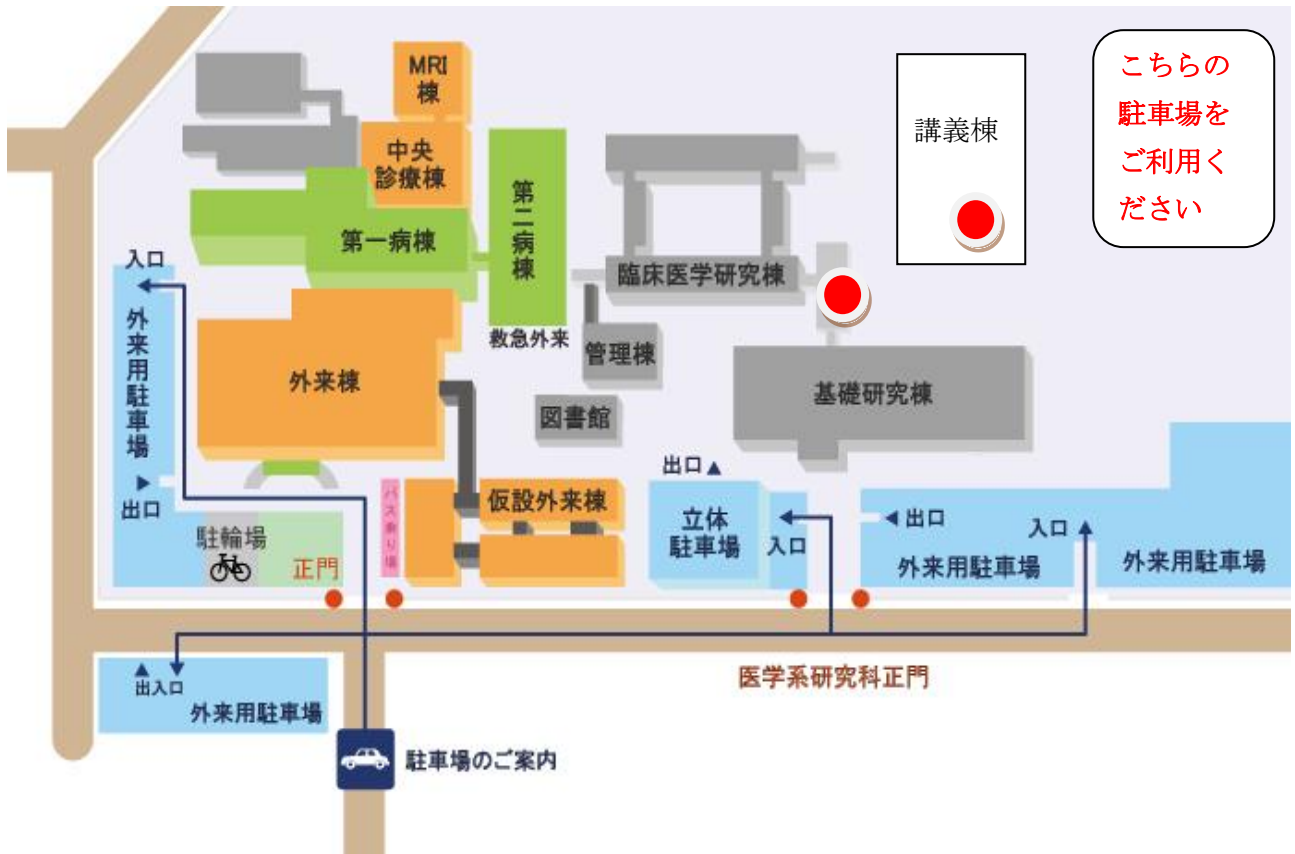 MRI
棟
中央
診療棟
第一病棟
第二病棟
救急外来
臨床医学研究棟
管理棟
図書館
講義棟
こちらの
駐車場を
ご利用く
ださい
基礎研究棟
入口
外来用駐車場
出口
外来棟
駐輪場
正門
バス乗り場
仮設外来棟
出口
立体
駐車場
入口
出口
入口
外来用駐車場
外来用駐車場
医学系研究科正門
出入口
外来用駐車場
駐車場のご案内